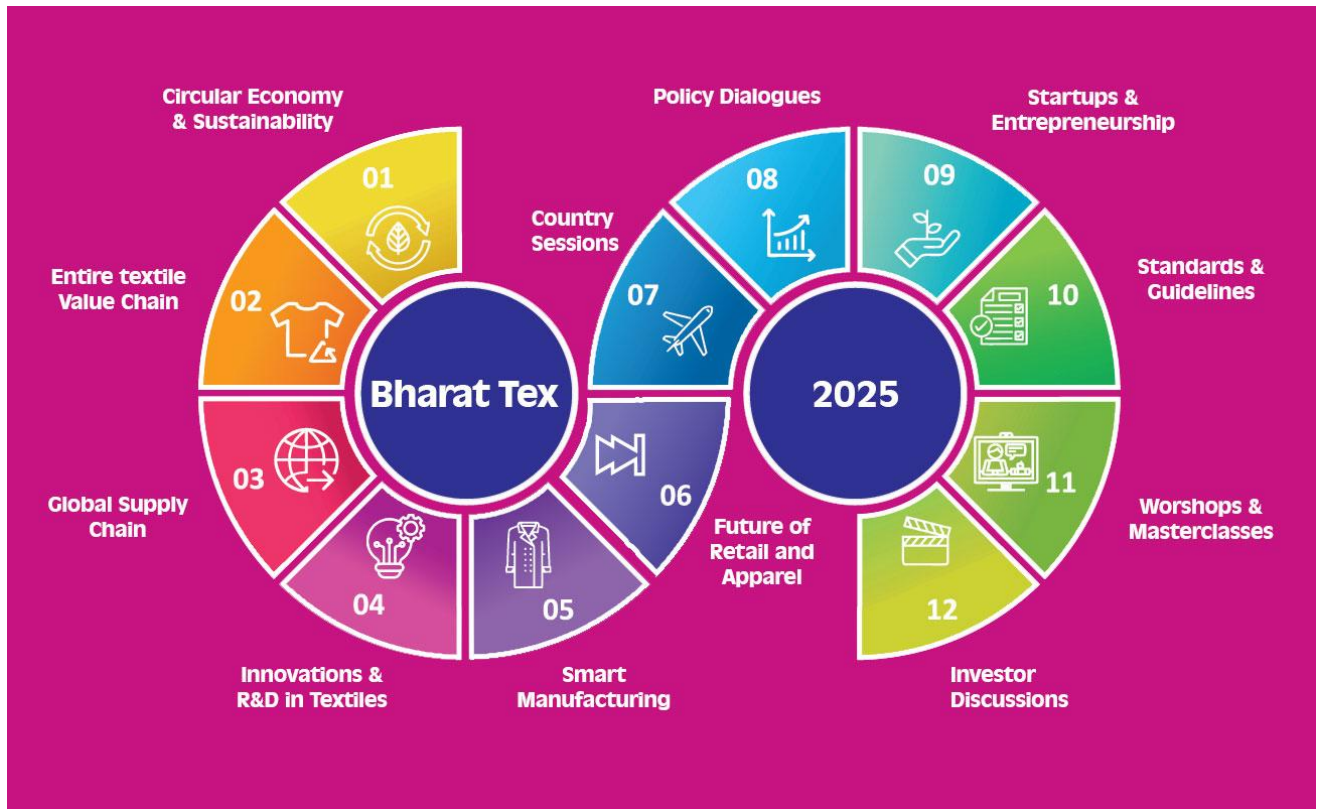 Circular Economy
& Sustainability
01
Entire textile
Value Chain
02
Global Supply
Chain
03
Innovations &
R&D in Textiles
04
Smart
Manufacturing
05
Future of
Retail and
Apparel
06
Country
Sessions
07
Policy Dialogues
08
Startups &
Entrepreneurship
09
Standards &
Guidelines
10
Worshops &
Masterclasses
11
Investor
Discussions
12
Bharat Tex
2025